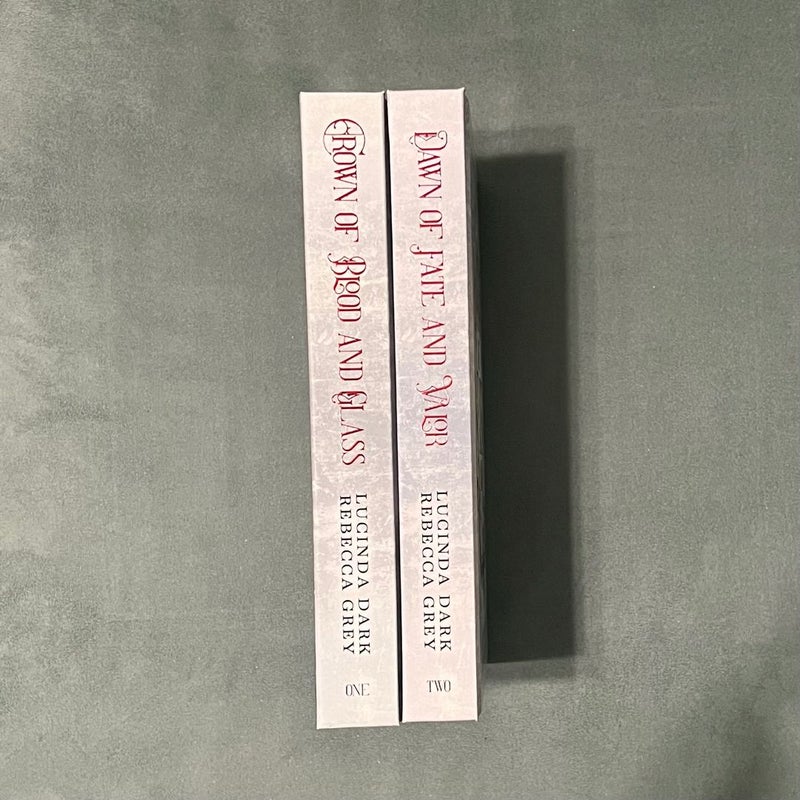 CROWN OF BLOOD AND GLASS
LUCINDA DARK
REBECCA GREY
ONE
DAWN OF FATE AND VALOR
LUCINDA DARK
REBECCA GREY
TWO